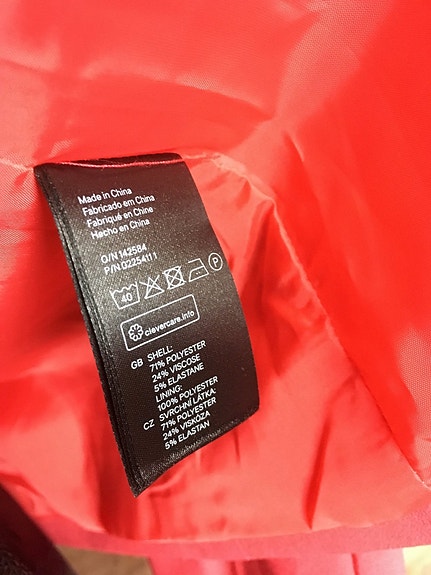 Made in China
Fabricado em China
Fabriqué en Chine
Hecho en China
O/N 142584
P/N 02254111
40 P
clevercare.info
GB SHELL:
71% POLYESTER
24% VISCOSE
5% ELASTANE
LINING:
100% POLYESTER
CZ SVRCHNÍ LÁTKA:
71% POLYESTER
24% VISKÓZA
5% ELASTAN